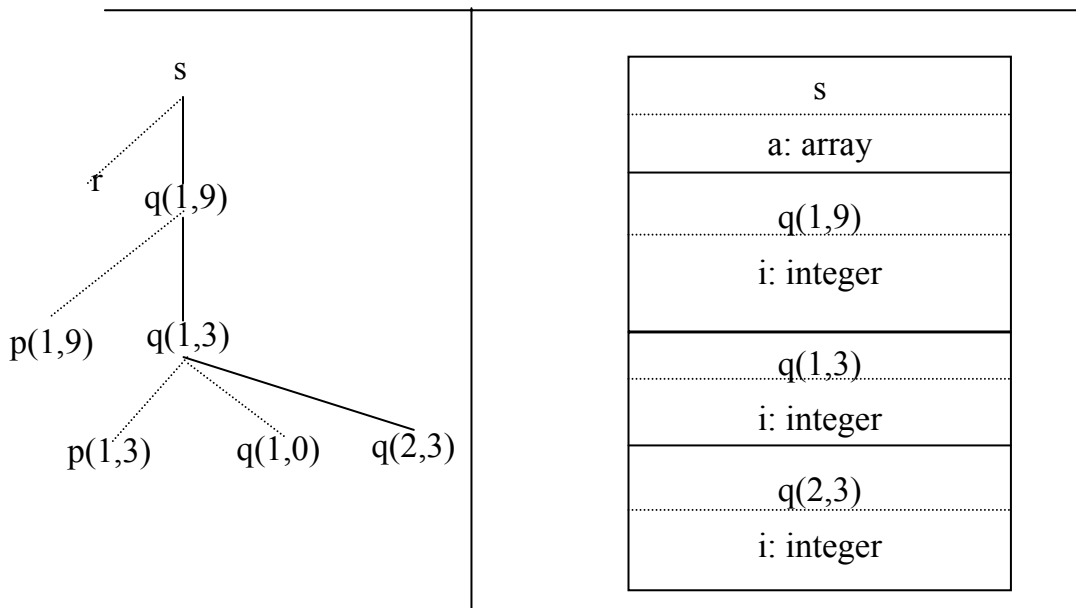 s
r
q(1,9)
p(1,9)
q(1,3)
p(1,3)
q(1,0)
q(2,3)
s
a: array
q(1,9)
i: integer
q(1,3)
i: integer
q(2,3)
i: integer